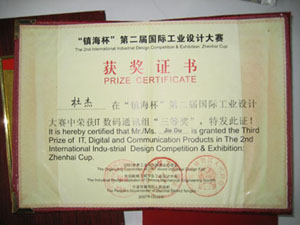 “镇海杯”第二届国际工业设计大赛
The 2nd International Industrial Design Competition & Exhibition: Zhenhai Cup
获奖证书
PRIZE CERTIFICATE
杜杰 在“镇海杯”第二届国际工业设计
大赛中荣获IT数码通讯组“三等奖”，特发此证！
It is hereby certified that Mr./Ms. Jie Du is granted the Third
Prize of IT, Digital and Communication Products in The 2nd
International Indu-strial Design Competition & Exhibition:
Zhenhai Cup.